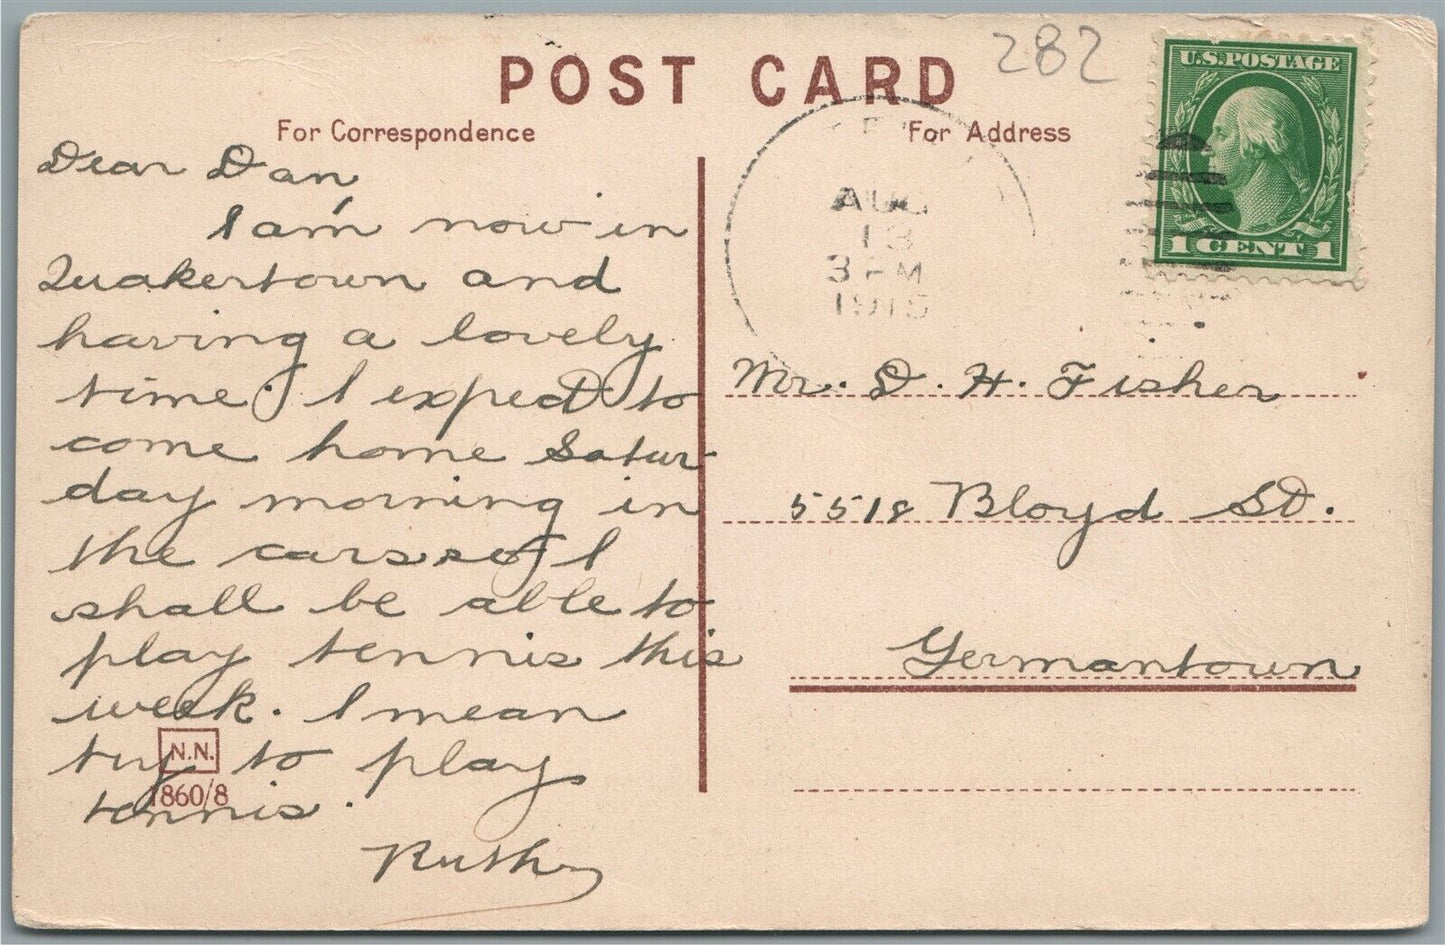 POST CARD
282
U.S. POSTAGE
1 CENT 1
For Correspondence
For Address
AUG
13
3 PM
1915
Dear Dan,
I am now in
Quakertown and
having a lovely
time. I expect to
come home Satur-
day morning in
the cars so I
shall be able to
play tennis this
week. I mean
try to play
tennis.
Ruth
N.N.
1860/8
Mr. D. H. Fisher
5518 Bloyd St.
Germantown